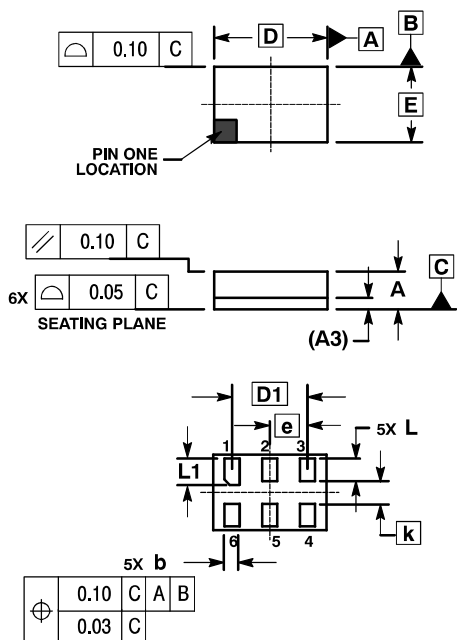 D
A
B
0.10 C
E
PIN ONE
LOCATION
// 0.10 C
6X 0.05 C
SEATING PLANE
A
C
(A3)
D1
e
5X L
1 2 3
L1
k
6 5 4
5X b
⌖ 0.10 C A B
0.03 C